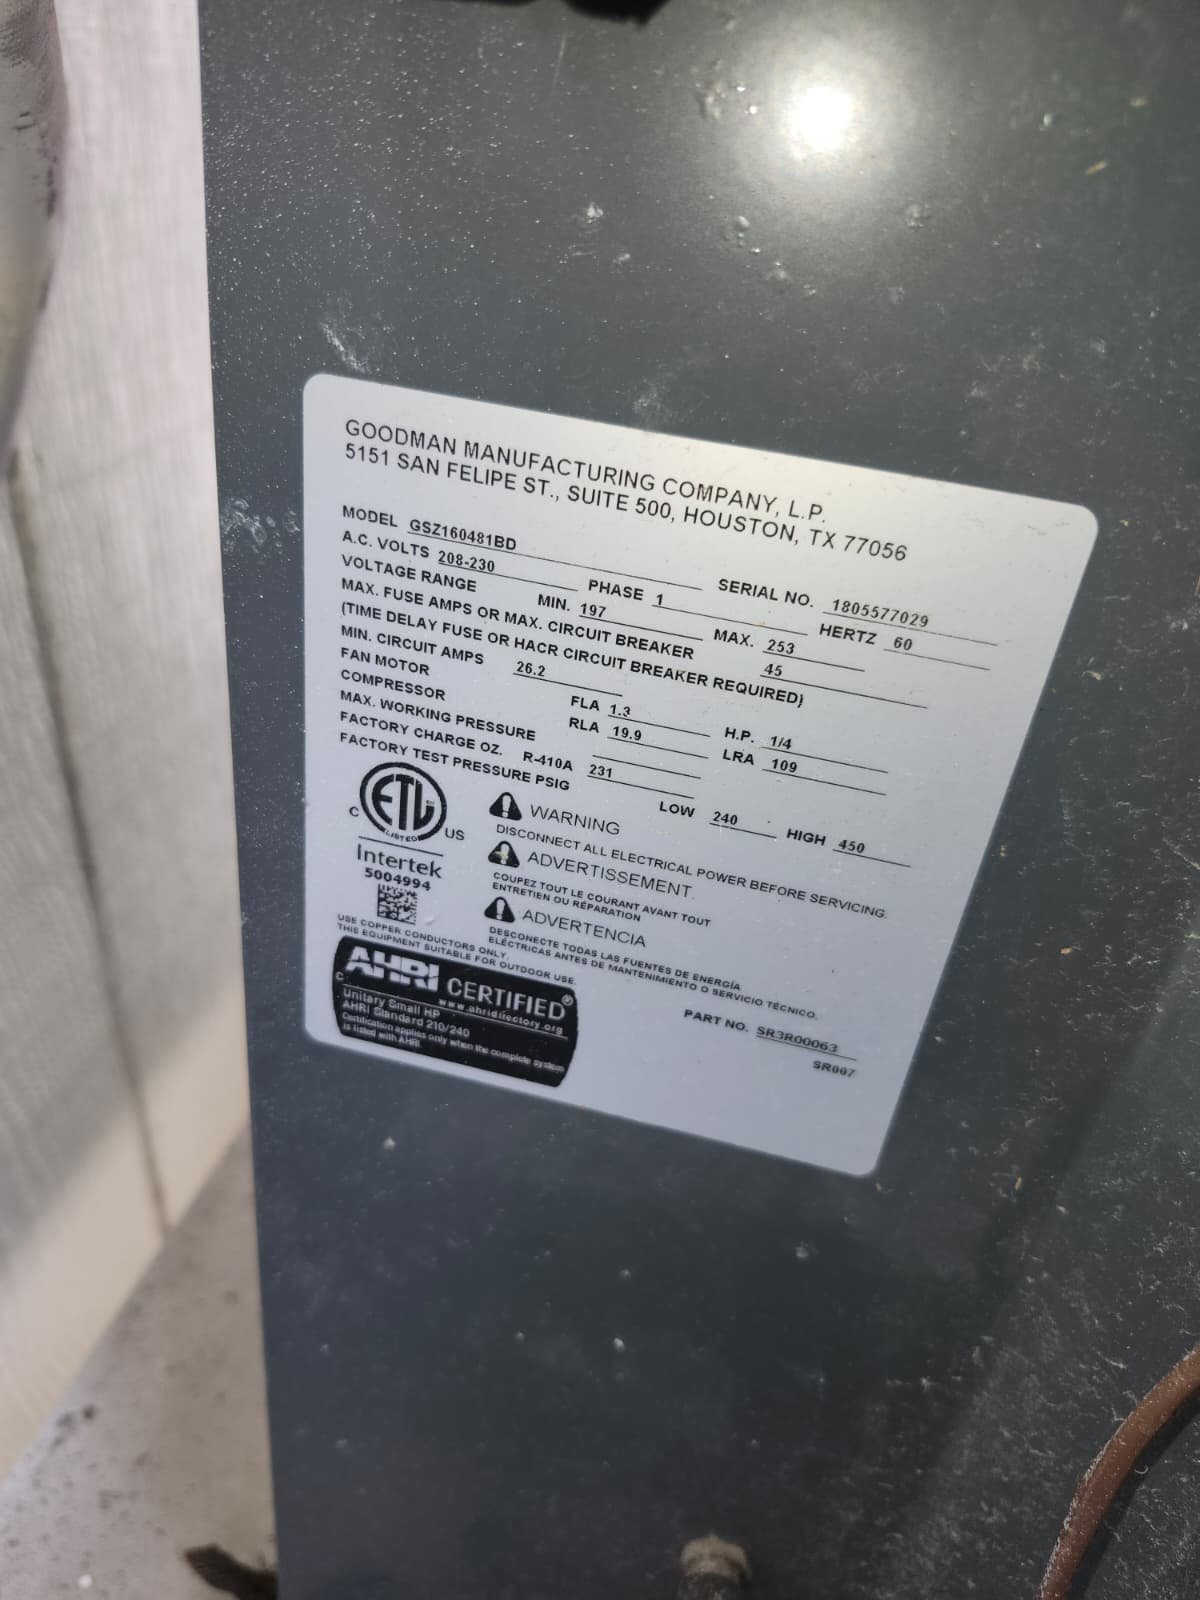 GOODMAN MANUFACTURING COMPANY, L.P.
5151 SAN FELIPE ST., SUITE 500, HOUSTON, TX 77056
MODEL GSZ160481BD SERIAL NO. 1805577029
A.C. VOLTS 208-230 PHASE 1 HERTZ 60
VOLTAGE RANGE MIN. 197 MAX. 253
MAX. FUSE AMPS OR MAX. CIRCUIT BREAKER 45
(TIME DELAY FUSE OR HACR CIRCUIT BREAKER REQUIRED)
MIN. CIRCUIT AMPS 26.2
FAN MOTOR FLA 1.3 H.P. 1/4
COMPRESSOR RLA 19.9 LRA 109
MAX. WORKING PRESSURE
FACTORY CHARGE OZ. R-410A 231
FACTORY TEST PRESSURE PSIG LOW 240 HIGH 450
C ETL US
LISTED
Intertek
5004994
WARNING
DISCONNECT ALL ELECTRICAL POWER BEFORE SERVICING.
ADVERTISSEMENT
COUPEZ TOUT LE COURANT AVANT TOUT
ENTRETIEN OU RÉPARATION
ADVERTENCIA
DESCONECTE TODAS LAS FUENTES DE ENERGÍA
ELÉCTRICAS ANTES DE MANTENIMIENTO O SERVICIO TÉCNICO.
USE COPPER CONDUCTORS ONLY.
THIS EQUIPMENT SUITABLE FOR OUTDOOR USE.
C AHRI CERTIFIED®
www.ahridirectory.org
Unitary Small HP
AHRI Standard 210/240
Certification applies only when the complete system
is listed with AHRI
PART NO. SR3R00063
SR007